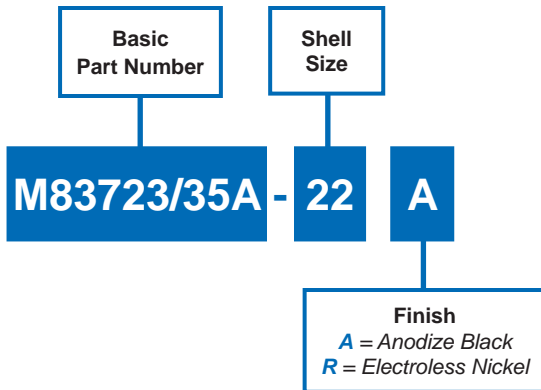 Basic
Part Number
Shell
Size
M83723/35A - 22 A
Finish
A = Anodize Black
R = Electroless Nickel